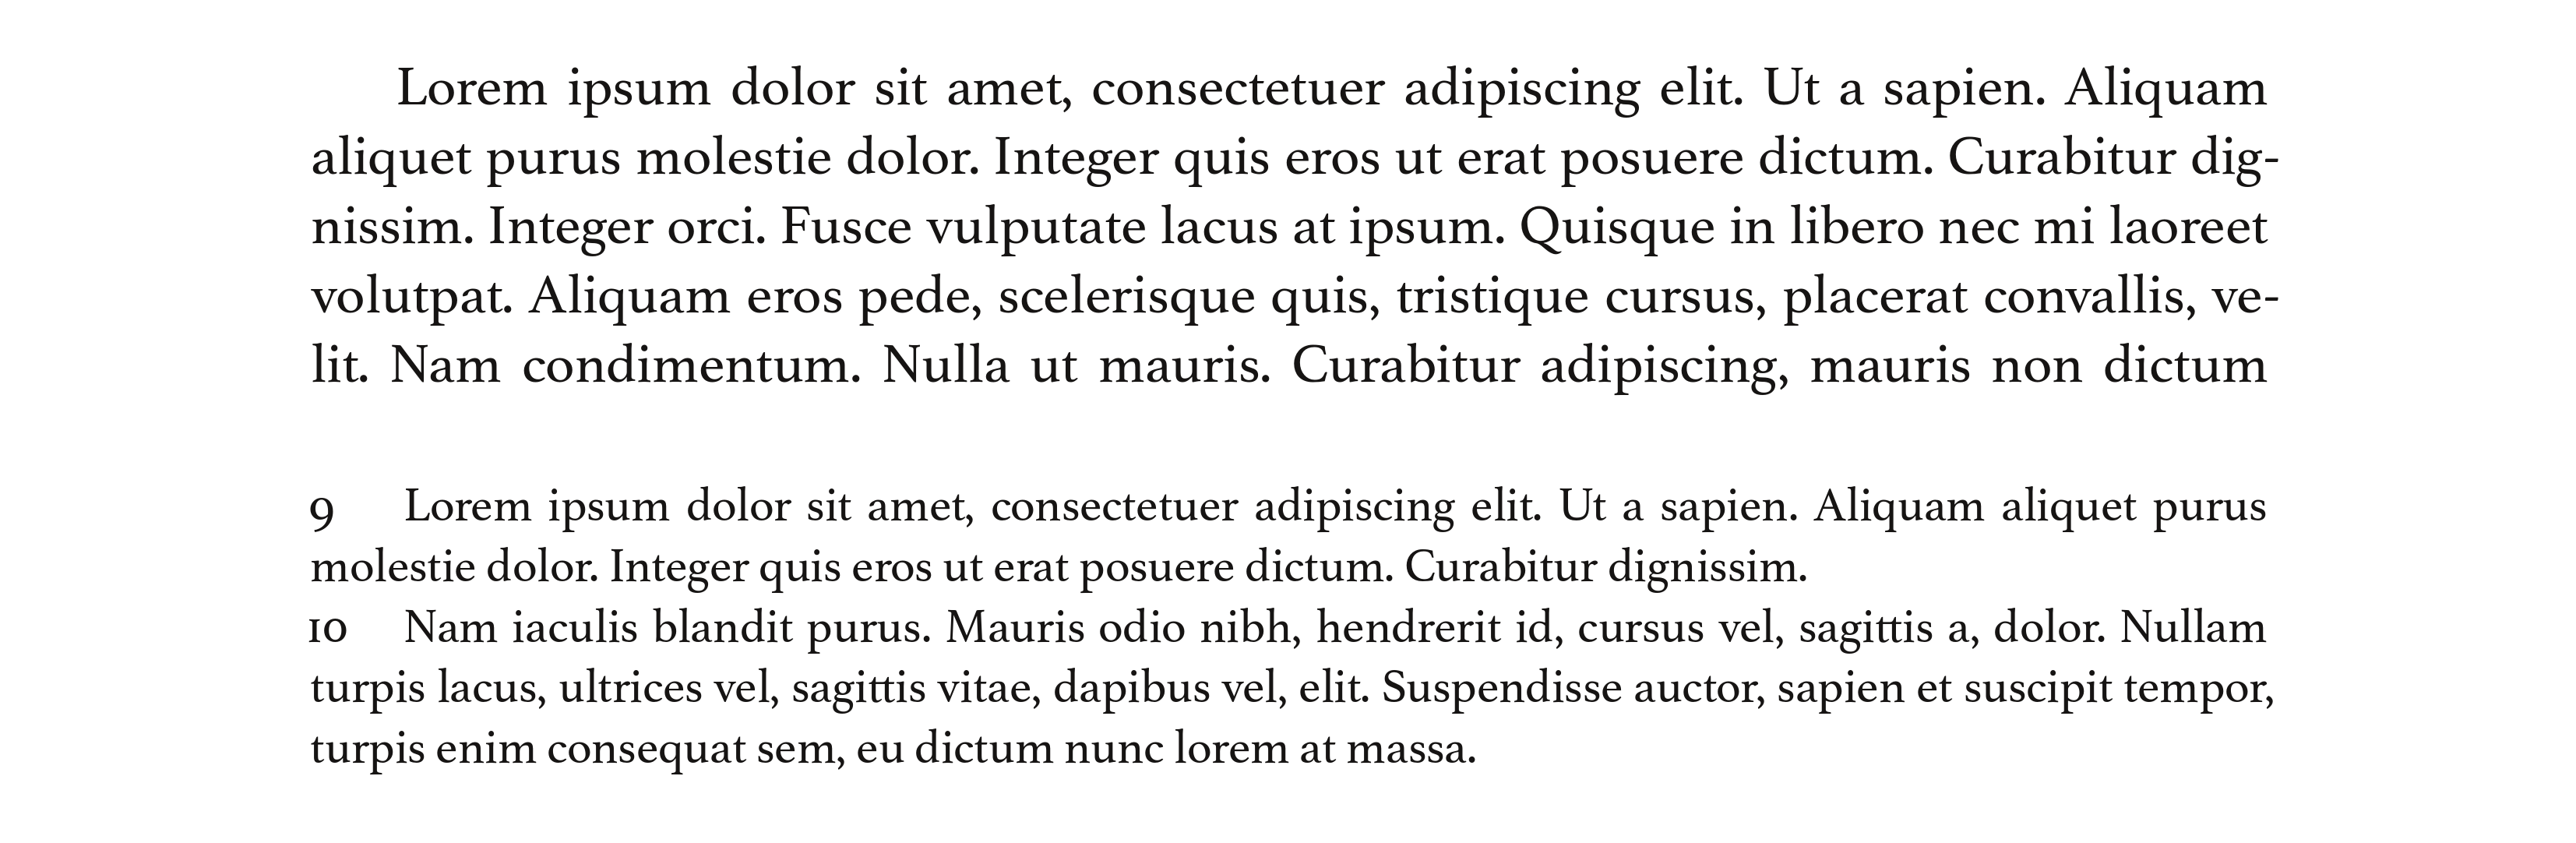 Lorem ipsum dolor sit amet, consectetuer adipiscing elit. Ut a sapien. Aliquam
aliquet purus molestie dolor. Integer quis eros ut erat posuere dictum. Curabitur dig-
nissim. Integer orci. Fusce vulputate lacus at ipsum. Quisque in libero nec mi laoreet
volutpat. Aliquam eros pede, scelerisque quis, tristique cursus, placerat convallis, ve-
lit. Nam condimentum. Nulla ut mauris. Curabitur adipiscing, mauris non dictum
9 Lorem ipsum dolor sit amet, consectetuer adipiscing elit. Ut a sapien. Aliquam aliquet purus
molestie dolor. Integer quis eros ut erat posuere dictum. Curabitur dignissim.
10 Nam iaculis blandit purus. Mauris odio nibh, hendrerit id, cursus vel, sagittis a, dolor. Nullam
turpis lacus, ultrices vel, sagittis vitae, dapibus vel, elit. Suspendisse auctor, sapien et suscipit tempor,
turpis enim consequat sem, eu dictum nunc lorem at massa.